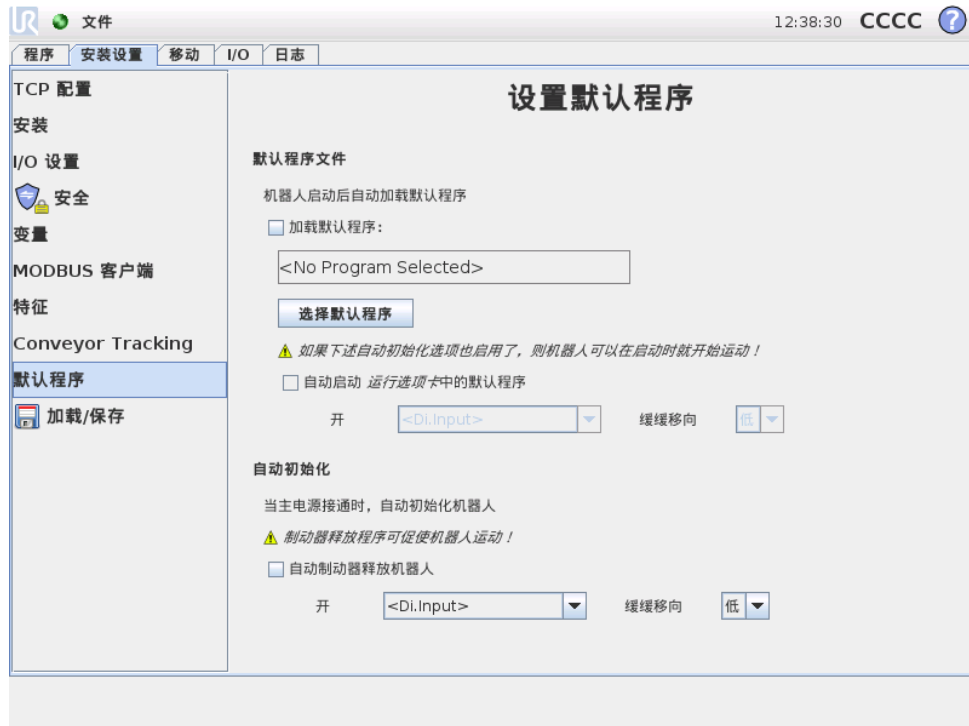 UR 文件 12:38:30 CCCC ?
程序 安装设置 移动 I/O 日志
TCP 配置
安装
I/O 设置
安全
变量
MODBUS 客户端
特征
Conveyor Tracking
默认程序
加载/保存
设置默认程序
默认程序文件
机器人启动后自动加载默认程序
加载默认程序:
<No Program Selected>
选择默认程序
如果下述自动初始化选项也启用了，则机器人可以在启动时就开始运动！
自动启动 运行选项卡中的默认程序
开 <Di.Input> 缓缓移向 低
自动初始化
当主电源接通时，自动初始化机器人
制动器释放程序可促使机器人运动！
自动制动器释放机器人
开 <Di.Input> 缓缓移向 低